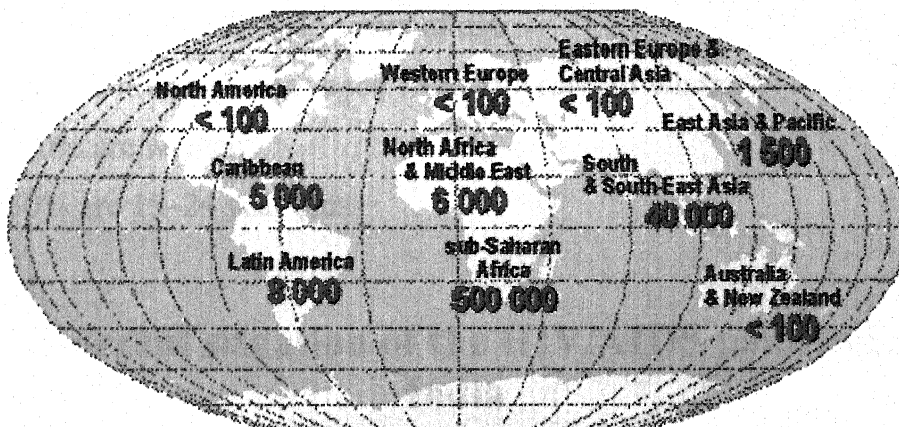 North America
< 100
Western Europe
< 100
Eastern Europe &
Central Asia
< 100
East Asia & Pacific
1 500
Caribbean
5 000
North Africa
& Middle East
6 000
South
& South-East Asia
40 000
Latin America
8 000
sub-Saharan
Africa
500 000
Australia
& New Zealand
< 100